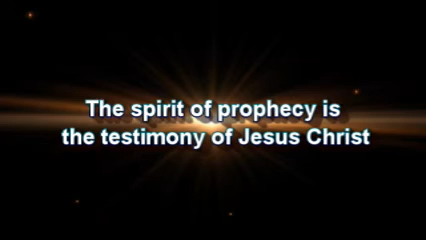 The spirit of prophecy is
the testimony of Jesus Christ